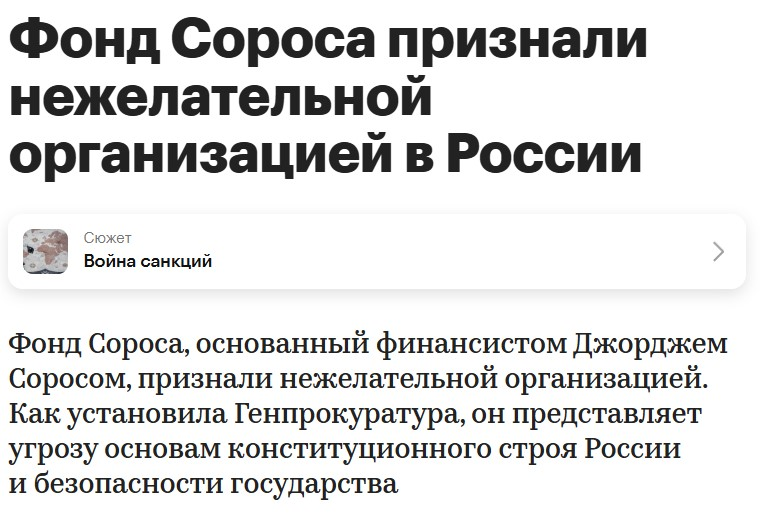 Фонд Сороса признали
нежелательной
организацией в России
Сюжет
Война санкций
Фонд Сороса, основанный финансистом Джорджем
Соросом, признали нежелательной организацией.
Как установила Генпрокуратура, он представляет
угрозу основам конституционного строя России
и безопасности государства